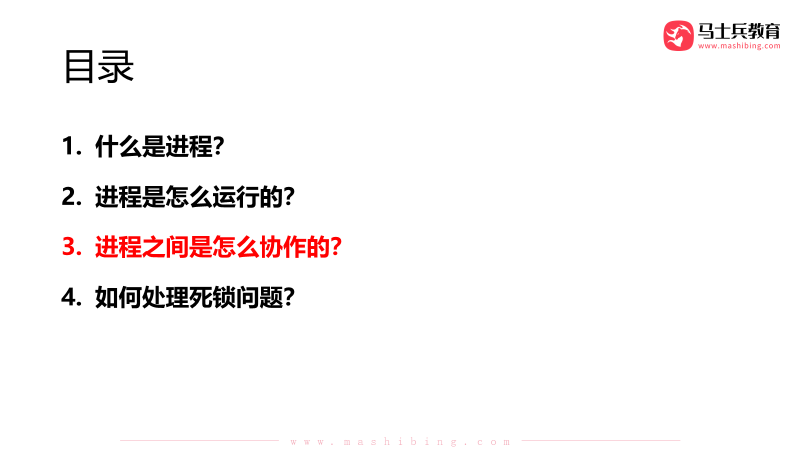 马士兵教育
www.mashibing.com
目录
1. 什么是进程?
2. 进程是怎么运行的?
3. 进程之间是怎么协作的?
4. 如何处理死锁问题?
www.mashibing.com